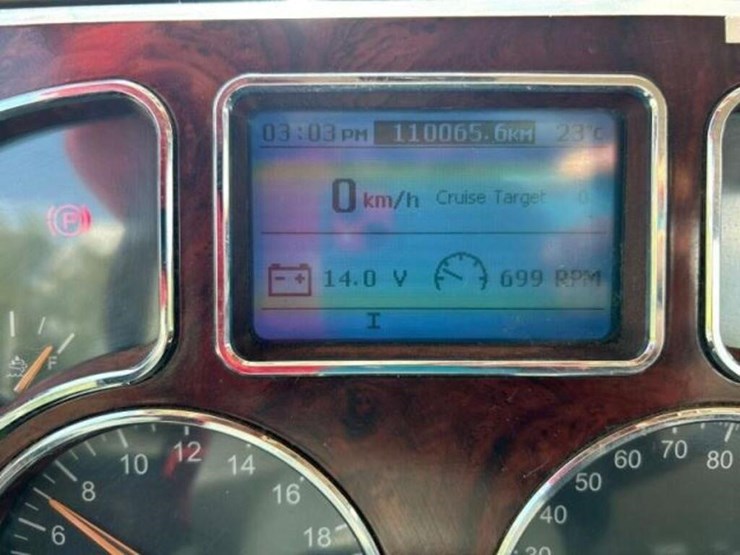 03:03 PM 110065.6KM 23°C
0 km/h Cruise Target 0
- + 14.0 V 699 RPM
I
(F)
F
6 8 10 12 14 16 18
30 40 50 60 70 80